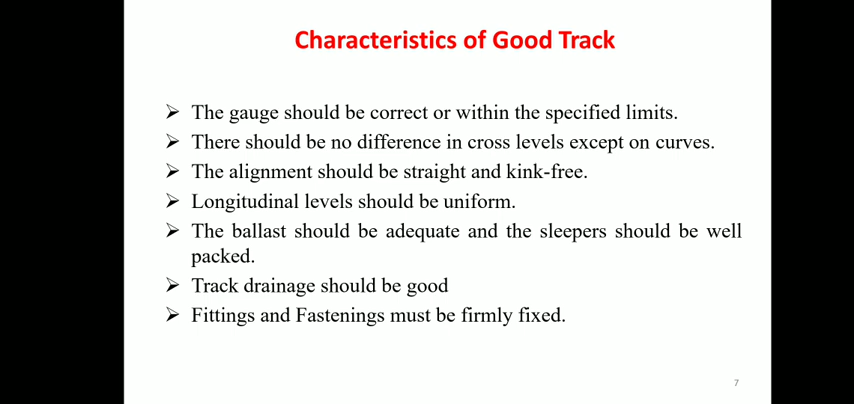 Characteristics of Good Track
➢ The gauge should be correct or within the specified limits.
➢ There should be no difference in cross levels except on curves.
➢ The alignment should be straight and kink-free.
➢ Longitudinal levels should be uniform.
➢ The ballast should be adequate and the sleepers should be well
packed.
➢ Track drainage should be good
➢ Fittings and Fastenings must be firmly fixed.
7